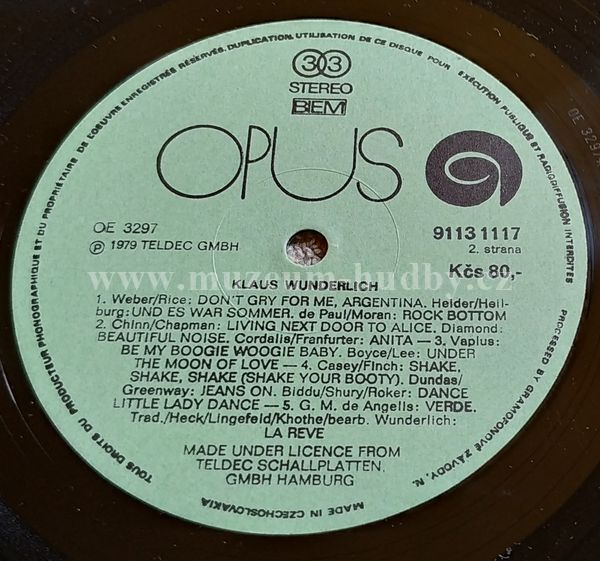 TOUS DROITS DU PRODUCTEUR PHONOGRAPHIQUE ET DU PROPRIÉTAIRE DE L'OEUVRE ENREGISTRÉE RÉSERVÉS. DUPLICATION, UTILISATION DE CE DISQUE POUR EXÉCUTION PUBLIQUE ET RADIODIFFUSION INTERDITES
33
STEREO
BIEM
OPUS
OE 3297
℗ 1979 TELDEC GMBH
9113 1117
2. strana
Kčs 80,-
www.muzeum-hudby.cz
KLAUS WUNDERLICH
1. Weber/Rice: DON'T GRY FOR ME, ARGENTINA. Heider/Heil-
burg: UND ES WAR SOMMER. de Paul/Moran: ROCK BOTTOM
2. Chinn/Chapman: LIVING NEXT DOOR TO ALICE. Diamond:
BEAUTIFUL NOISE. Cordalis/Franfurter: ANITA — 3. Vaplus:
BE MY BOOGIE WOOGIE BABY. Boyce/Lee: UNDER
THE MOON OF LOVE — 4. Casey/Finch: SHAKE,
SHAKE, SHAKE (SHAKE YOUR BOOTY). Dundas/
Greenway: JEANS ON. Biddu/Shury/Roker: DANCE
LITTLE LADY DANCE — 5. G. M. de Angelis: VERDE.
Trad./Heck/Lingefeld/Khothe/bearb. Wunderlich:
LA REVE
MADE UNDER LICENCE FROM
TELDEC SCHALLPLATTEN
GMBH HAMBURG
MADE IN CZECHOSLOVAKIA
PROCESSED BY GRAMOFONOVÉ ZÁVODY, N.
OE 3297